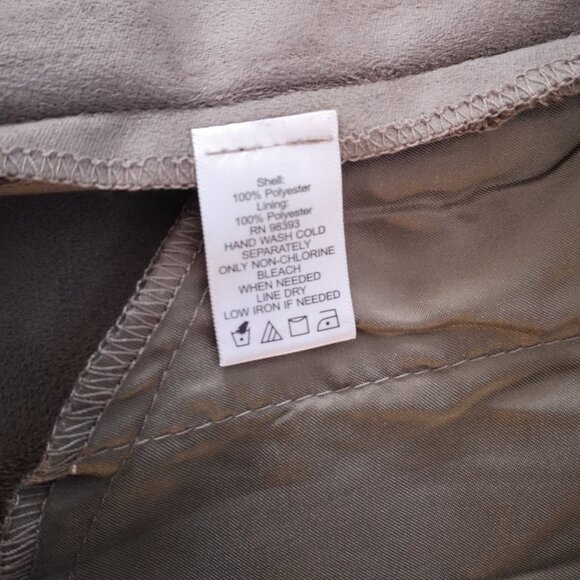 Shell:
100% Polyester
Lining:
100% Polyester
RN 98393
HAND WASH COLD
SEPARATELY
ONLY NON-CHLORINE
BLEACH
WHEN NEEDED
LINE DRY
LOW IRON IF NEEDED